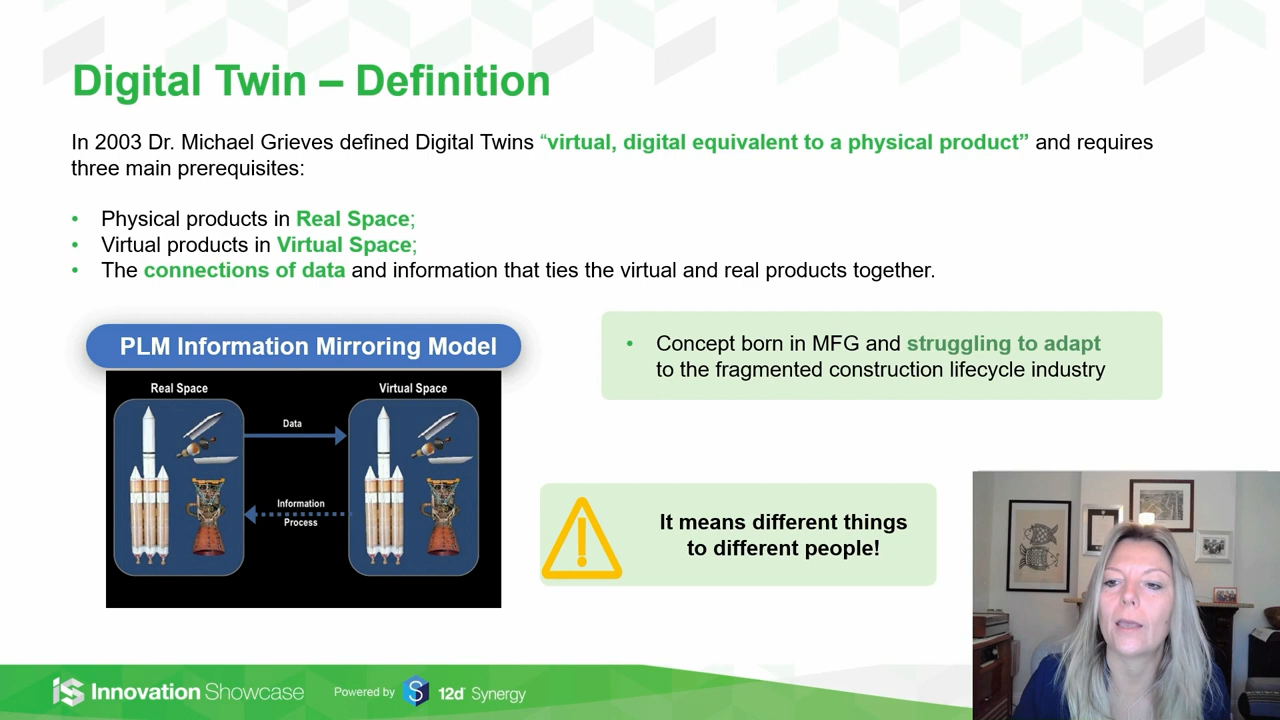 Digital Twin – Definition
In 2003 Dr. Michael Grieves defined Digital Twins “virtual, digital equivalent to a physical product” and requires
three main prerequisites:
• Physical products in Real Space;
• Virtual products in Virtual Space;
• The connections of data and information that ties the virtual and real products together.
PLM Information Mirroring Model
Real Space
Virtual Space
Data
Information
Process
• Concept born in MFG and struggling to adapt
to the fragmented construction lifecycle industry
It means different things
to different people!
iS Innovation Showcase
Powered by S 12d Synergy